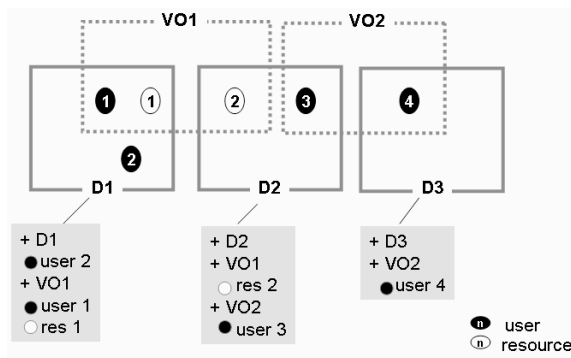 VO1 VO2
1 1 2 3 4
2
D1 D2 D3
+ D1
user 2
+ VO1
user 1
res 1
+ D2
+ VO1
res 2
+ VO2
user 3
+ D3
+ VO2
user 4
n user
n resource